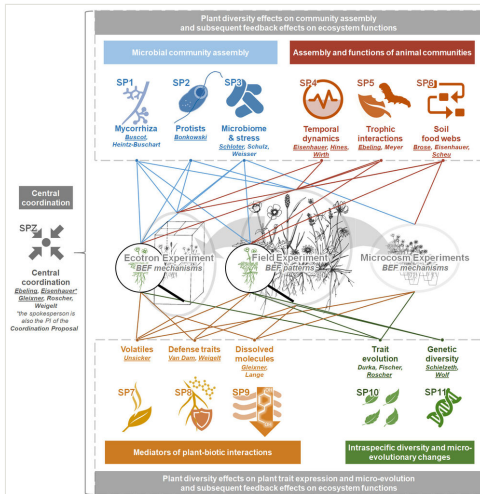 Plant diversity effects on community assembly
and subsequent feedback effects on ecosystem functions
Microbial community assembly
Assembly and functions of animal communities
SP1
SP2
SP3
SP4
SP5
SP6
Mycorrhiza
Buscot,
Heintz-Buschart
Protists
Bonkowski
Microbiome
& stress
Schloter, Schulz,
Weisser
Temporal
dynamics
Eisenhauer, Hines,
Wirth
Trophic
interactions
Ebeling, Meyer
Soil
food webs
Brose, Eisenhauer,
Scheu
Central
coordination
SPZ
Central
coordination
Ebeling, Eisenhauer*
Gleixner, Roscher,
Weigelt
*the spokesperson is
also the PI of the
Coordination Proposal
Ecotron Experiment
BEF mechanisms
Field Experiment
BEF patterns
Microcosm Experiments
BEF mechanisms
Volatiles
Unsicker
Defense traits
Van Dam, Weigelt
Dissolved
molecules
Gleixner,
Lange
Trait
evolution
Durka, Fischer,
Roscher
Genetic
diversity
Schielzeth,
Wolf
SP7
SP8
SP9
SP10
SP11
Mediators of plant-biotic interactions
Intraspecific diversity and micro-
evolutionary changes
Plant diversity effects on plant trait expression and micro-evolution
and subsequent feedback effects on ecosystem functions